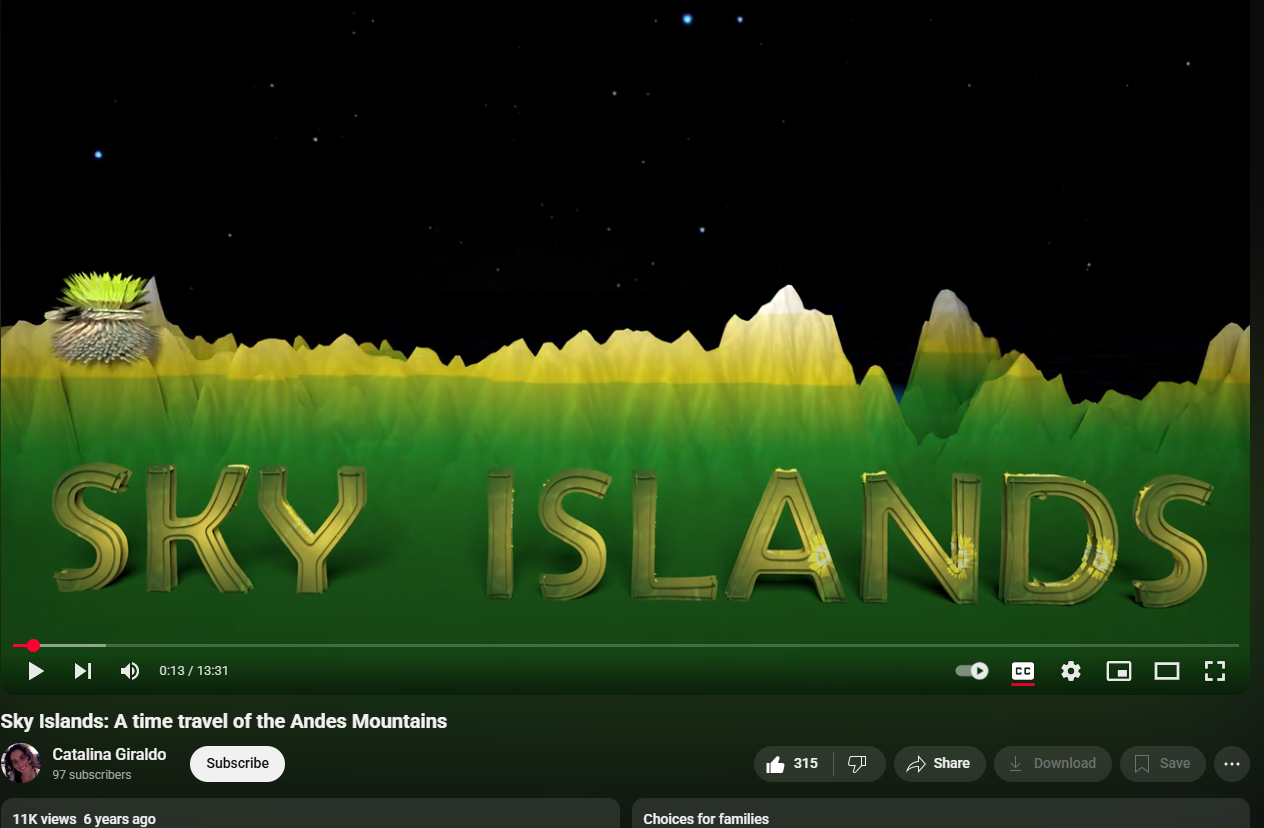 SKY ISLANDS
0:13 / 13:31
CC
Sky Islands: A time travel of the Andes Mountains
Catalina Giraldo
97 subscribers
Subscribe
315
Share
Download
Save
11K views 6 years ago
Choices for families